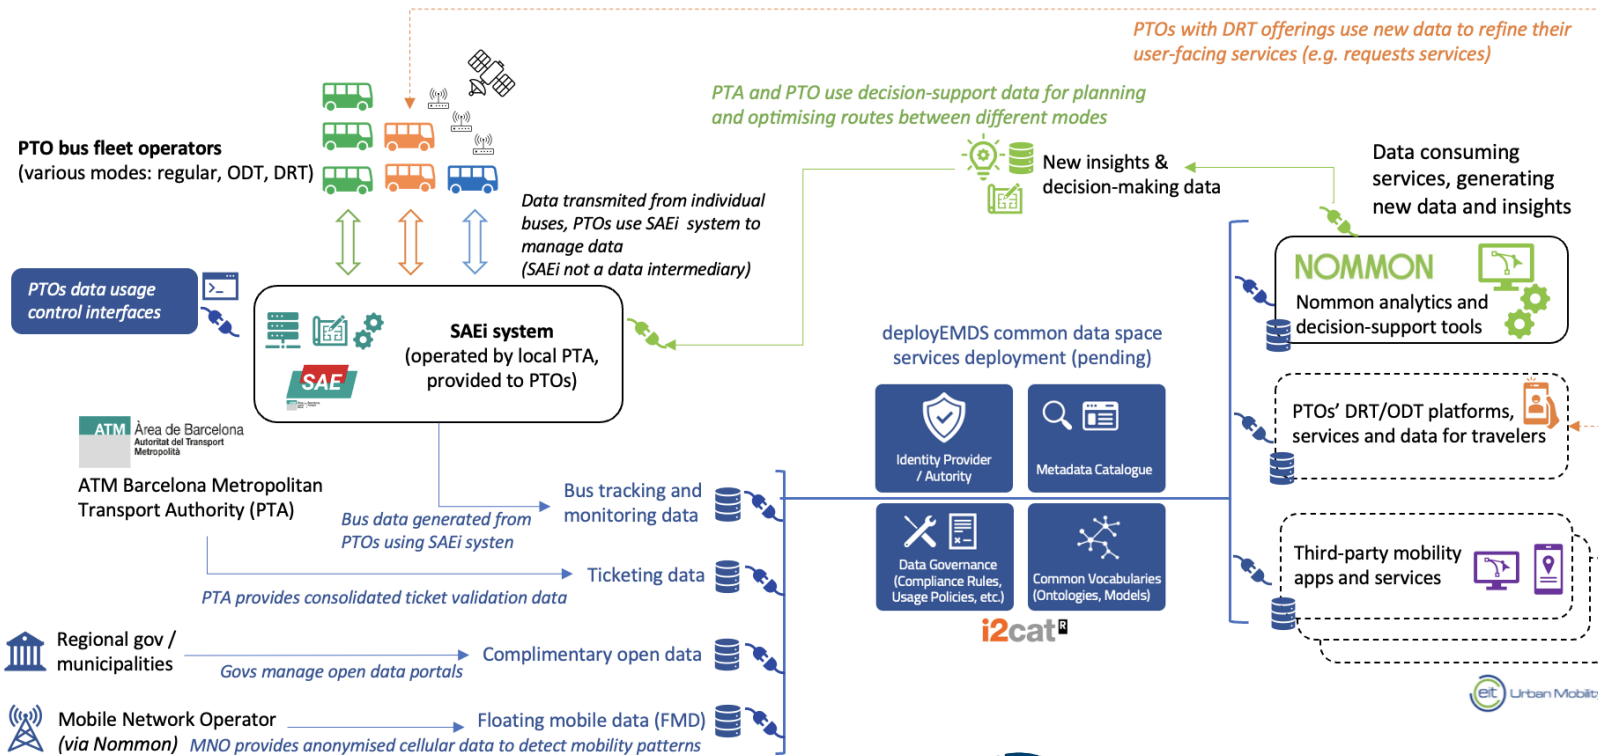 PTOs with DRT offerings use new data to refine their
user-facing services (e.g. requests services)
PTA and PTO use decision-support data for planning
and optimising routes between different modes
PTO bus fleet operators
(various modes: regular, ODT, DRT)
New insights &
decision-making data
Data consuming
services, generating
new data and insights
Data transmited from individual
buses, PTOs use SAEi system to
manage data
(SAEi not a data intermediary)
PTOs data usage
control interfaces
SAEi system
(operated by local PTA,
provided to PTOs)
SAE
NOMMON
Nommon analytics and
decision-support tools
deployEMDS common data space
services deployment (pending)
Identity Provider
/ Autority
Metadata Catalogue
Data Governance
(Compliance Rules,
Usage Policies, etc.)
Common Vocabularies
(Ontologies, Models)
i2cat R
PTOs' DRT/ODT platforms,
services and data for travelers
Third-party mobility
apps and services
ATM Àrea de Barcelona
Autoritat del Transport
Metropolità
ATM Barcelona Metropolitan
Transport Authority (PTA)
Bus tracking and
monitoring data
Bus data generated from
PTOs using SAEi systen
Ticketing data
PTA provides consolidated ticket validation data
Regional gov /
municipalities
Complimentary open data
Govs manage open data portals
Mobile Network Operator
(via Nommon)
Floating mobile data (FMD)
MNO provides anonymised cellular data to detect mobility patterns
eit Urban Mobility